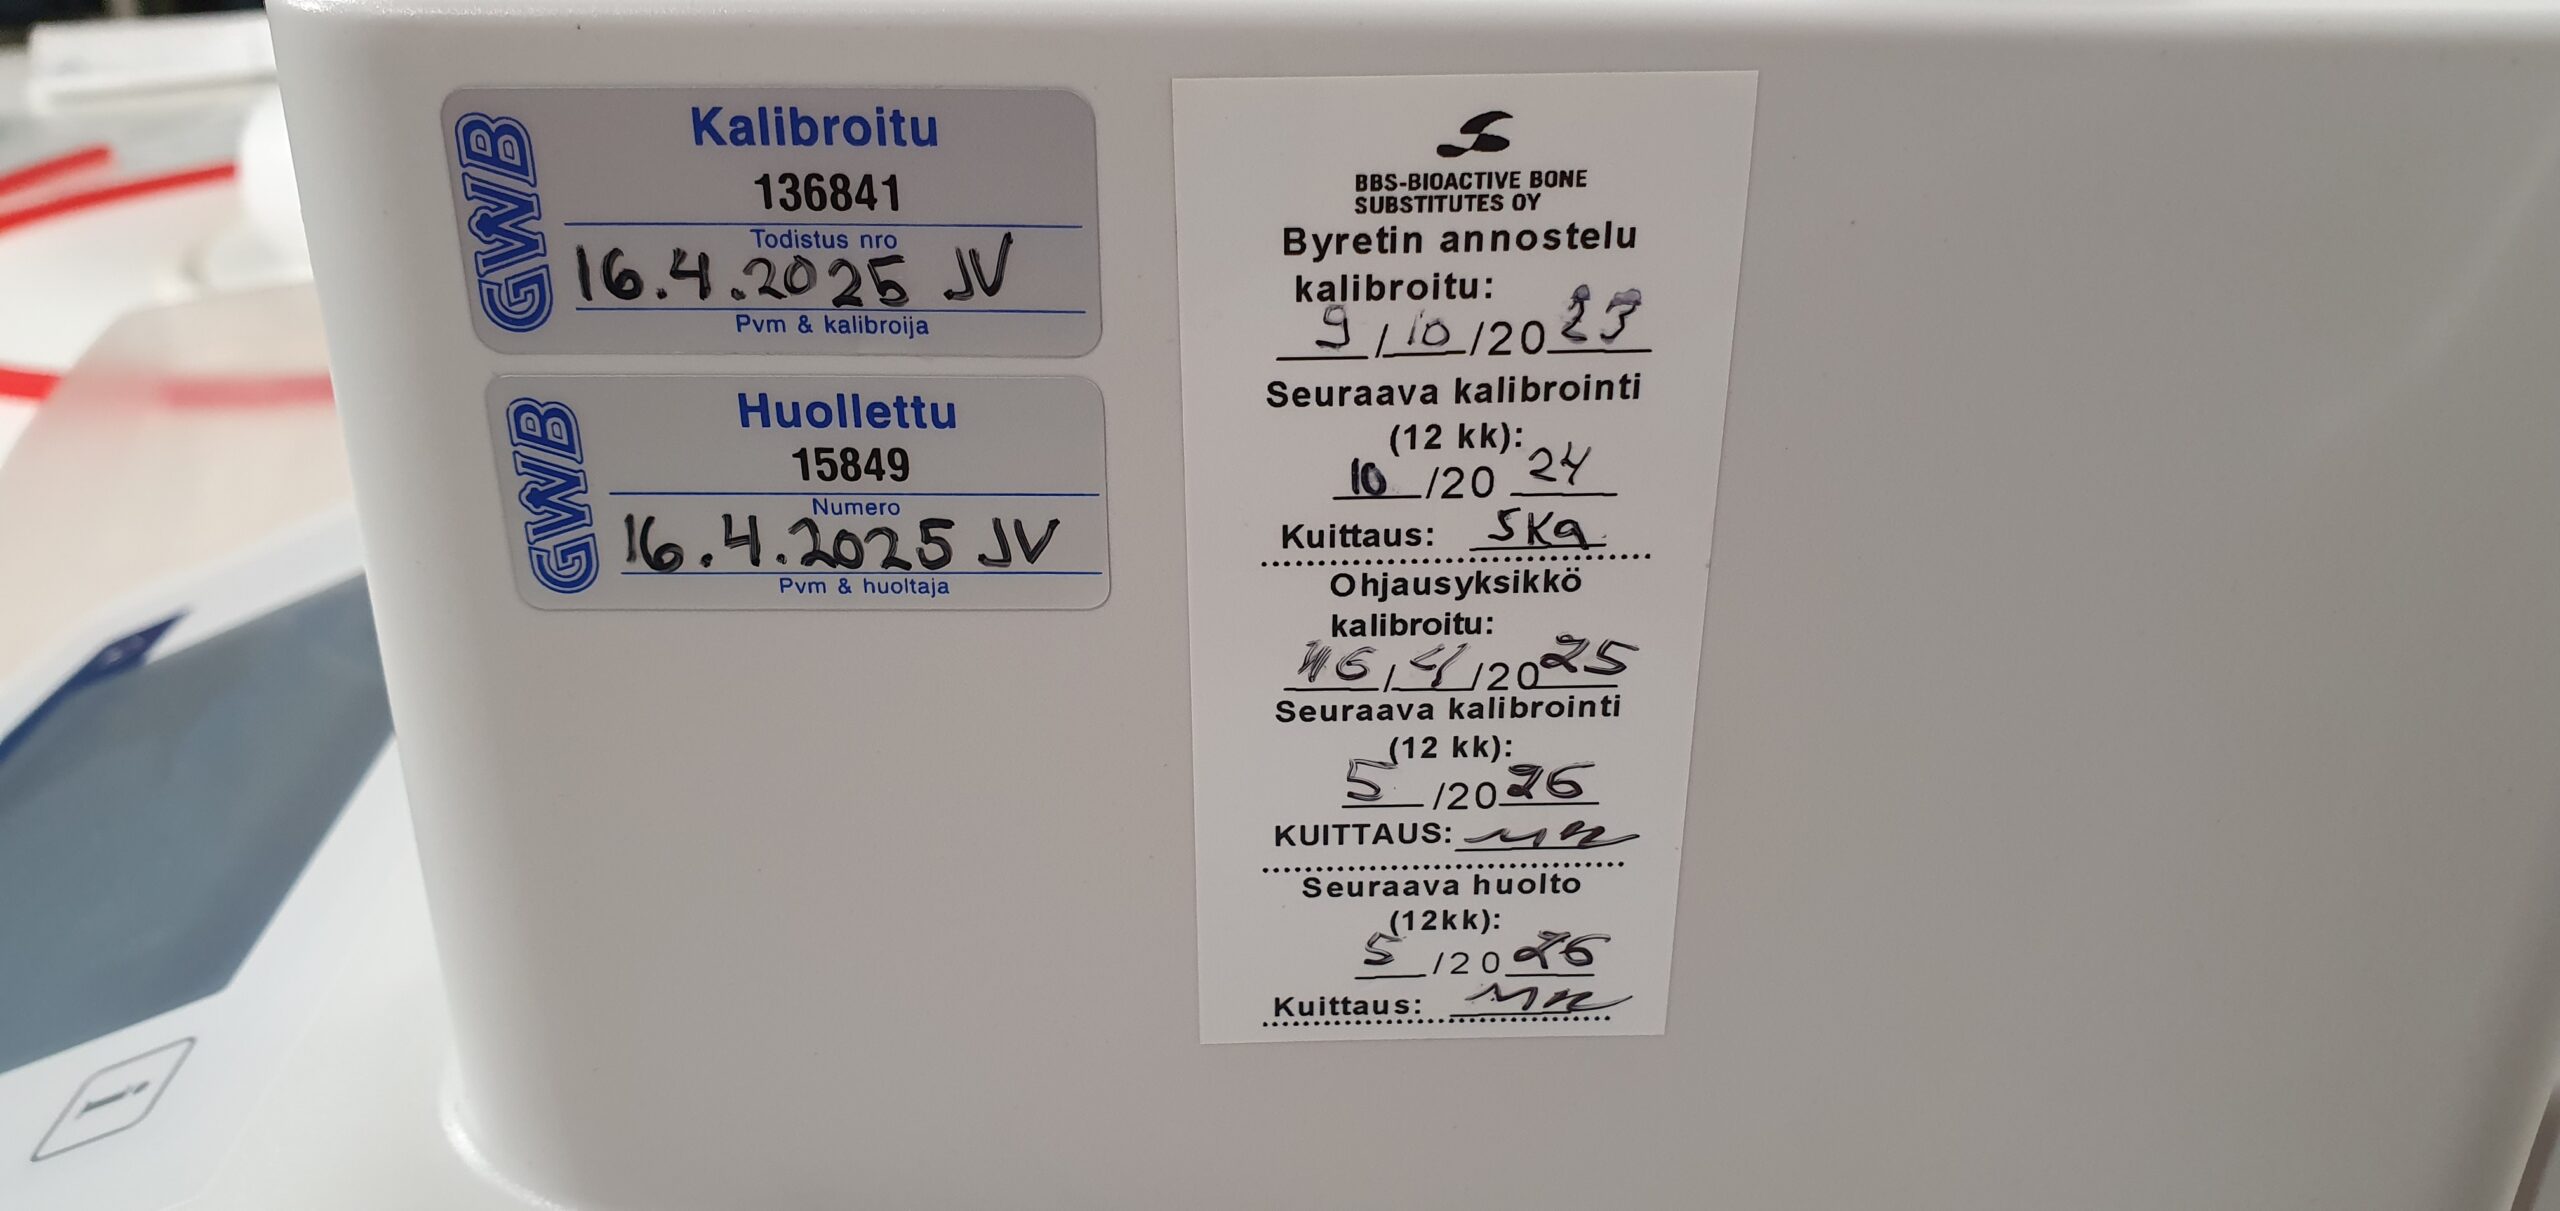 GWB
Kalibroitu
136841
Todistus nro
16.4.2025 JV
Pvm & kalibroija
GWB
Huollettu
15849
Numero
16.4.2025 JV
Pvm & huoltaja
BBS-BIOACTIVE BONE
SUBSTITUTES OY
Byretin annostelu
kalibroitu:
9/10/2023
Seuraava kalibrointi
(12 kk):
10/2024
Kuittaus: SKa
Ohjausyksikkö
kalibroitu:
16/4/2025
Seuraava kalibrointi
(12 kk):
5/2026
KUITTAUS:
Seuraava huolto
(12kk):
5/2026
Kuittaus: